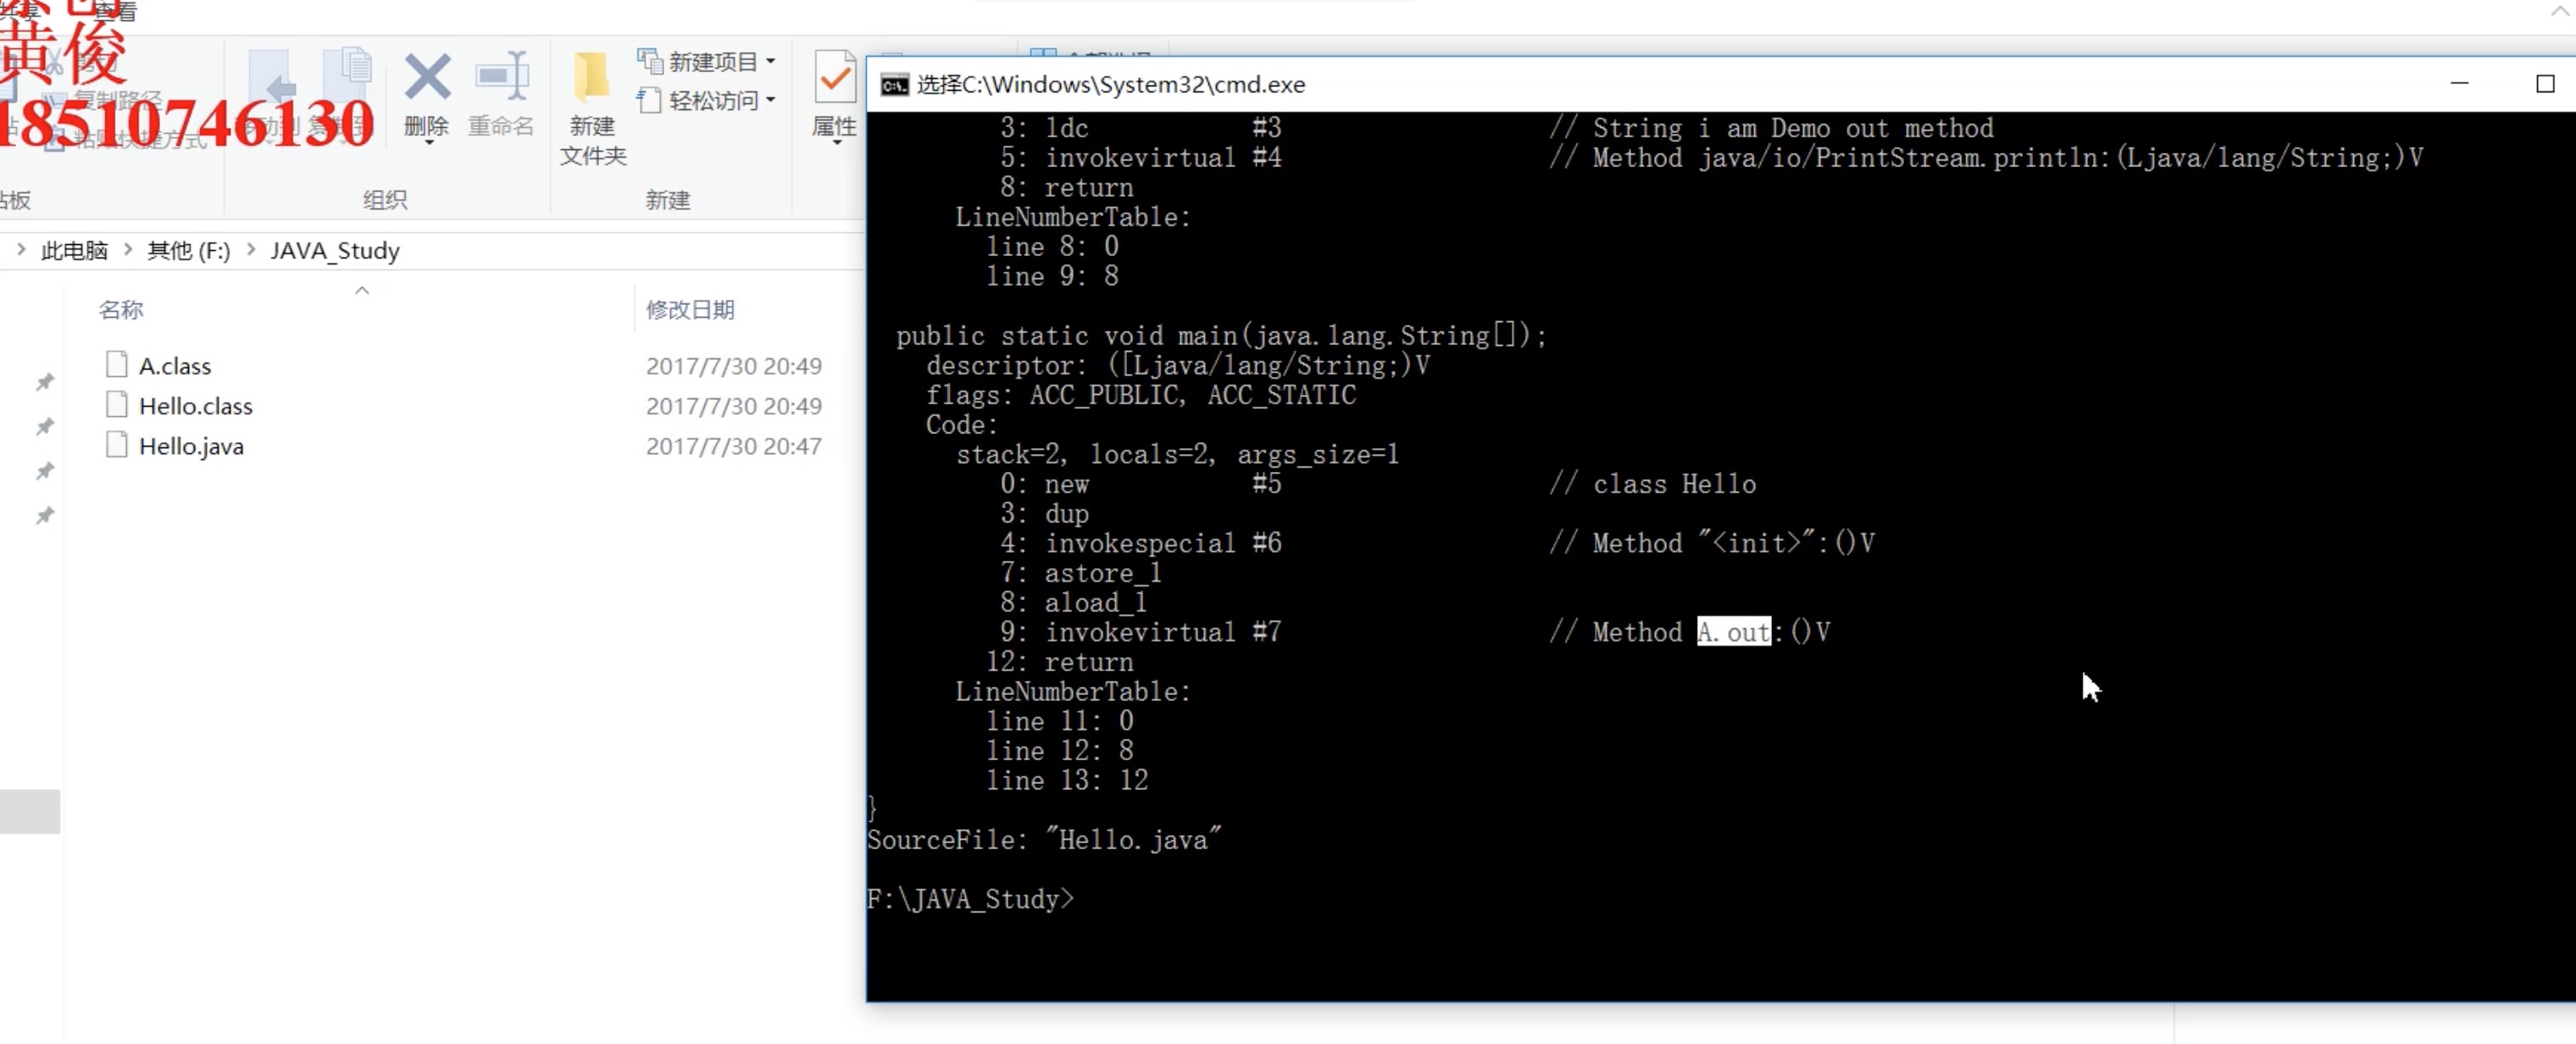 查看
黄俊
18510746130
复制路径
粘贴快捷方式
删除
重命名
新建
文件夹
新建项目
轻松访问
属性
组织
新建
此电脑 > 其他 (F:) > JAVA_Study
名称 修改日期
A.class 2017/7/30 20:49
Hello.class 2017/7/30 20:49
Hello.java 2017/7/30 20:47
选择C:\Windows\System32\cmd.exe
3: ldc #3 // String i am Demo out method
5: invokevirtual #4 // Method java/io/PrintStream.println:(Ljava/lang/String;)V
8: return
LineNumberTable:
line 8: 0
line 9: 8
public static void main(java.lang.String[]);
descriptor: ([Ljava/lang/String;)V
flags: ACC_PUBLIC, ACC_STATIC
Code:
stack=2, locals=2, args_size=1
0: new #5 // class Hello
3: dup
4: invokespecial #6 // Method "<init>":()V
7: astore_1
8: aload_1
9: invokevirtual #7 // Method A.out:()V
12: return
LineNumberTable:
line 11: 0
line 12: 8
line 13: 12
}
SourceFile: "Hello.java"
F:\JAVA_Study>